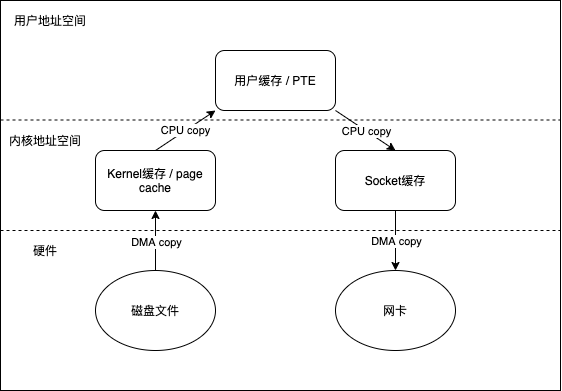 用户地址空间
用户缓存 / PTE
CPU copy
CPU copy
内核地址空间
Kernel缓存 / page
cache
Socket缓存
DMA copy
DMA copy
硬件
磁盘文件
网卡